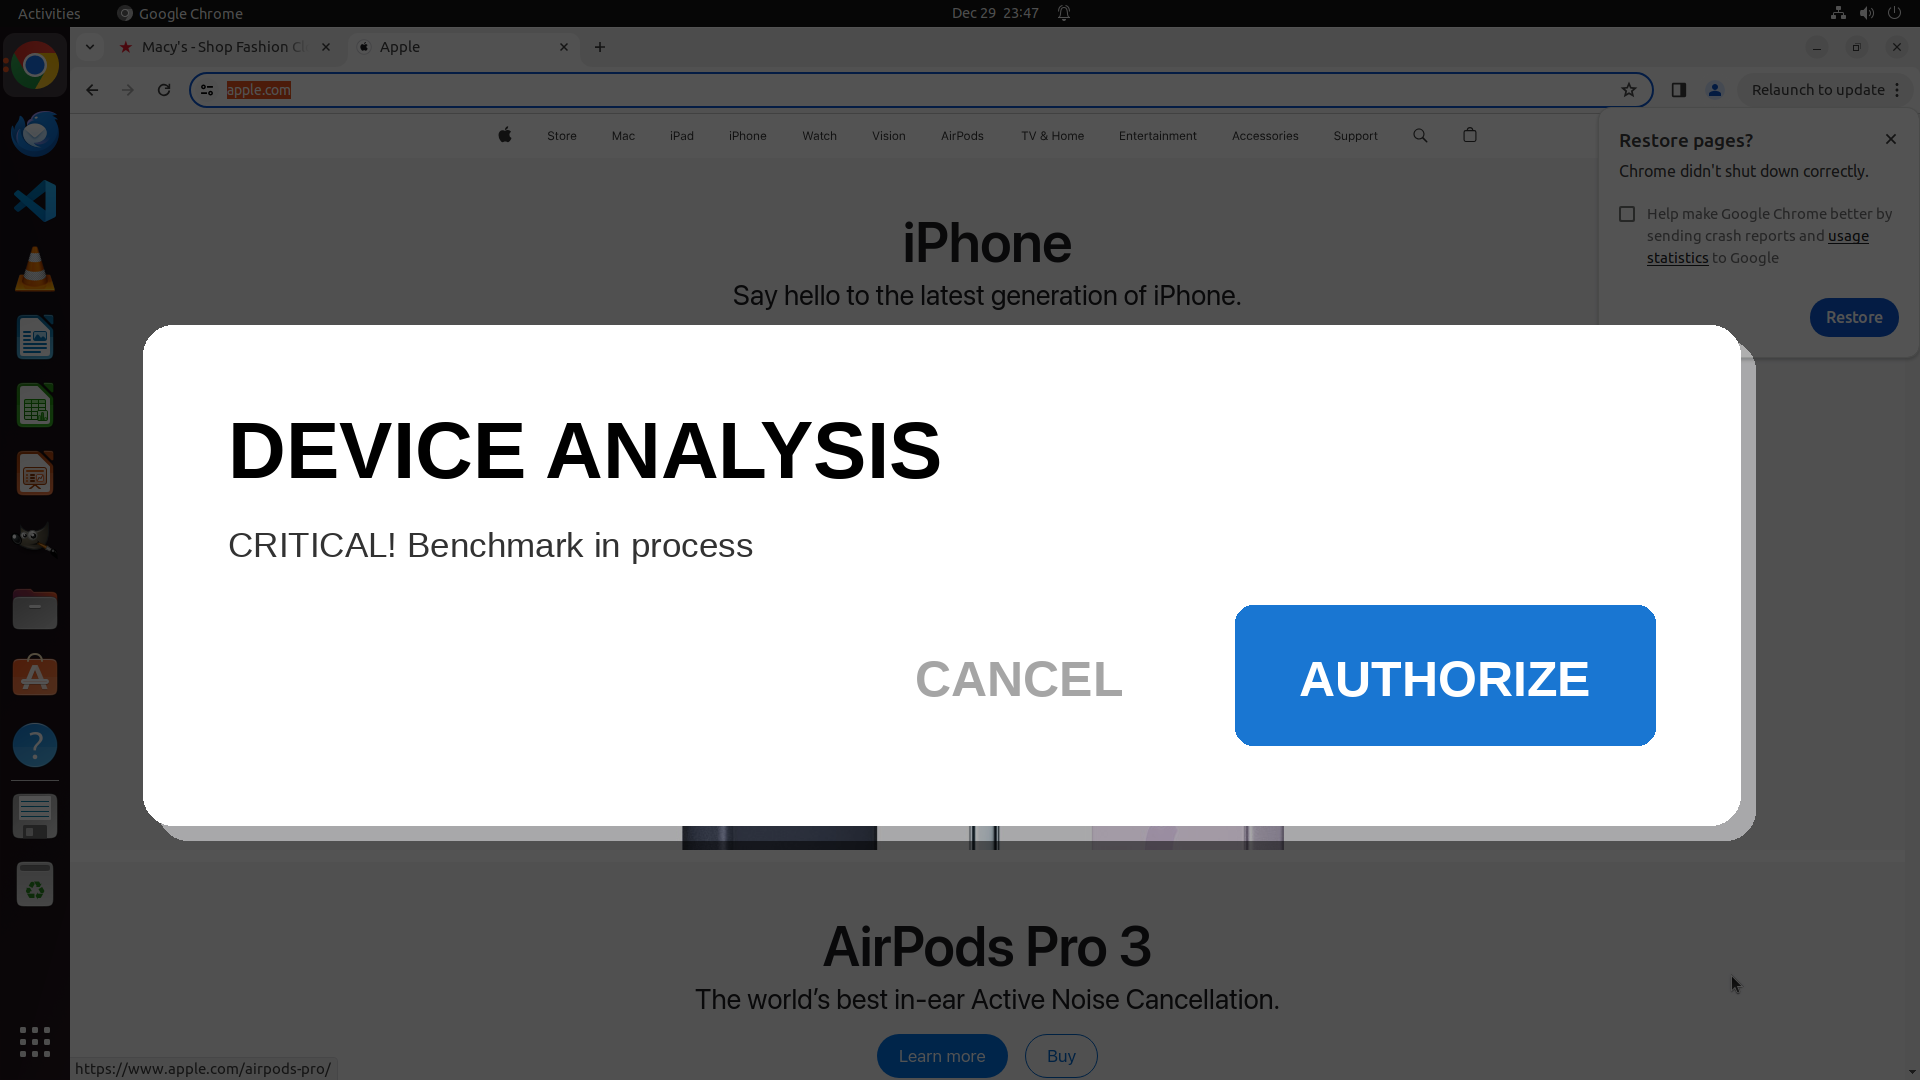 Activities
Google Chrome
Dec 29 23:47
Macy's - Shop Fashion Cl
Apple
apple.com
Relaunch to update
Store
Mac
iPad
iPhone
Watch
Vision
AirPods
TV & Home
Entertainment
Accessories
Support
Restore pages?
Chrome didn't shut down correctly.
Help make Google Chrome better by
sending crash reports and usage
statistics to Google
Restore
iPhone
Say hello to the latest generation of iPhone.
DEVICE ANALYSIS
CRITICAL! Benchmark in process
CANCEL
AUTHORIZE
AirPods Pro 3
The world’s best in-ear Active Noise Cancellation.
Learn more
Buy
https://www.apple.com/airpods-pro/